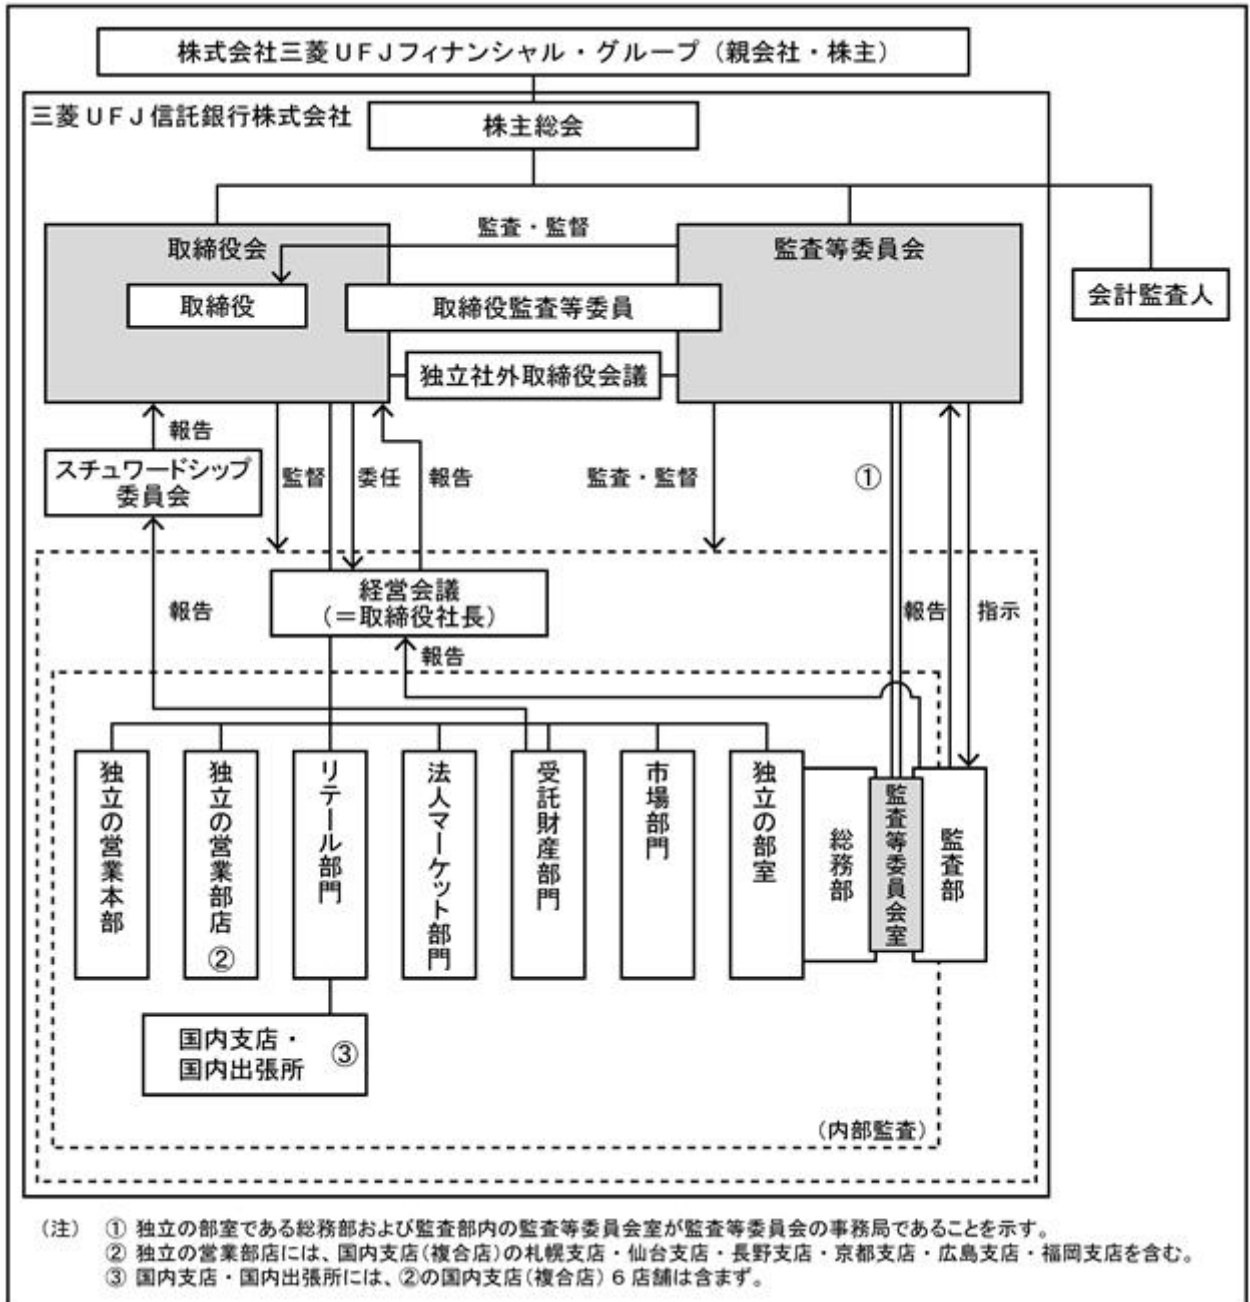 株式会社三菱UFJフィナンシャル・グループ（親会社・株主）
三菱UFJ信託銀行株式会社
株主総会
監査・監督
取締役会
監査等委員会
取締役
取締役監査等委員
会計監査人
独立社外取締役会議
報告
スチュワードシップ
委員会
監督
委任
報告
監査・監督
①
経営会議
（＝取締役社長）
報告
報告
指示
報告
独立の営業本部
独立の営業部店②
リテール部門
法人マーケット部門
受託財産部門
市場部門
独立の部室
総務部
監査等委員会室
監査部
国内支店・
国内出張所
③
（内部監査）
（注） ① 独立の部室である総務部および監査部内の監査等委員会室が監査等委員会の事務局であることを示す。
② 独立の営業部店には、国内支店（複合店）の札幌支店・仙台支店・長野支店・京都支店・広島支店・福岡支店を含む。
③ 国内支店・国内出張所には、②の国内支店（複合店）６店舗は含まず。